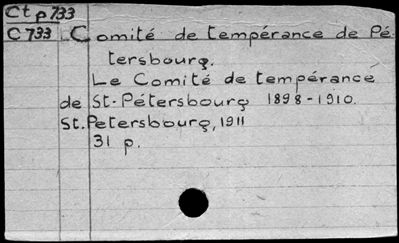 Ct p 733
C 733 Comité de tempérance de Pé-
tersbourg.
Le Comité de tempérance
de St-Pétersbourg 1898-1910.
St.Petersbourg, 1911
31 p.